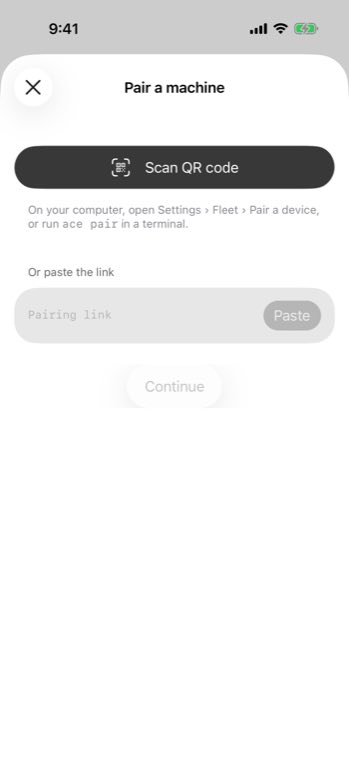 9:41
Pair a machine
Scan QR code
On your computer, open Settings › Fleet › Pair a device,
or run ace pair in a terminal.
Or paste the link
Pairing link
Paste
Continue